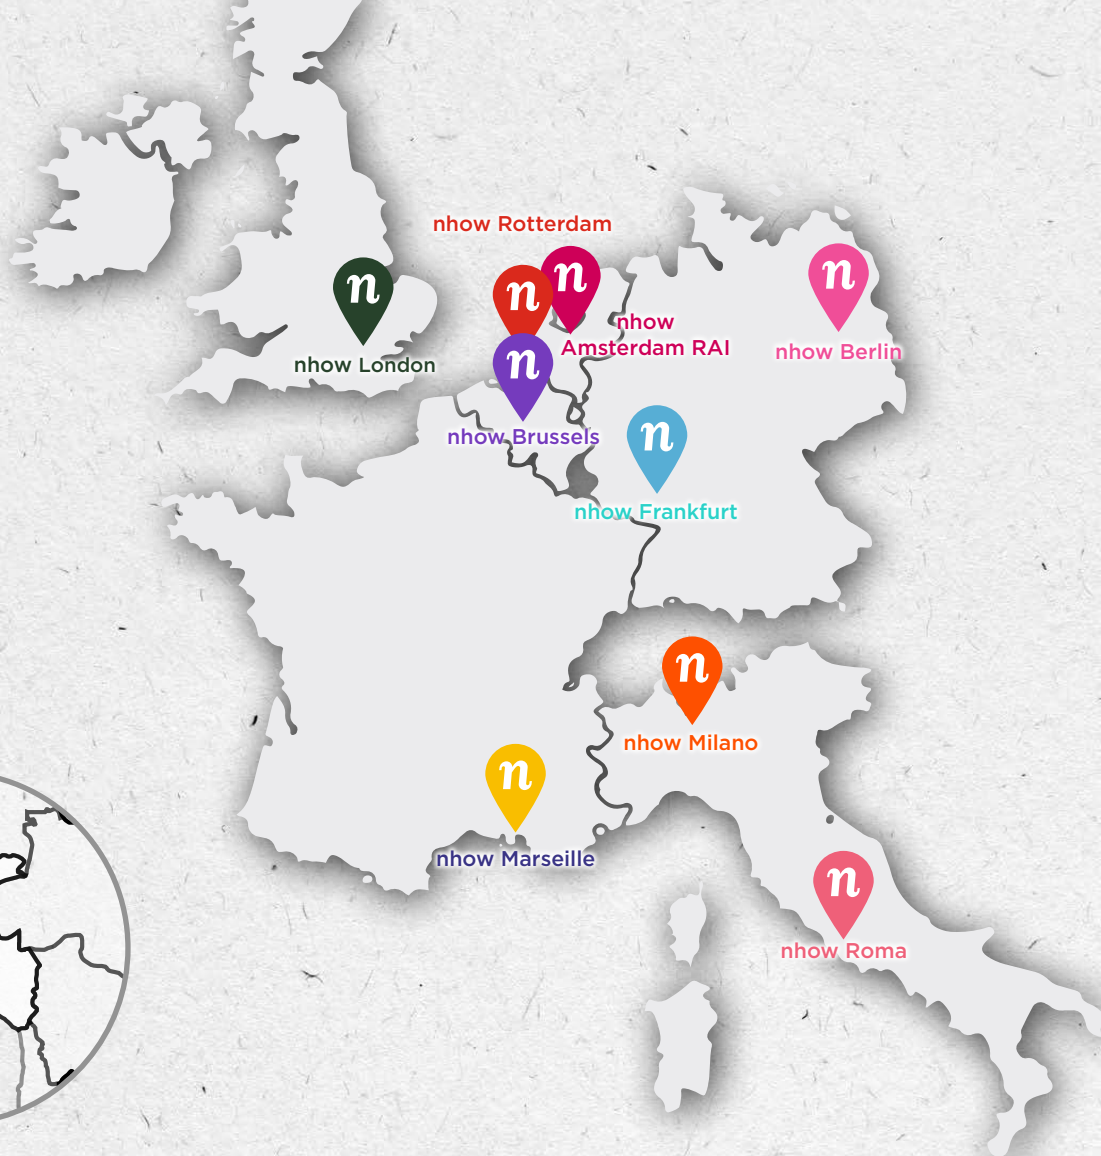 nhow Rotterdam
n
n
n
n
nhow
Amsterdam RAI
nhow Berlin
nhow London
n
nhow Brussels
n
nhow Frankfurt
n
nhow Milano
n
nhow Marseille
n
nhow Roma